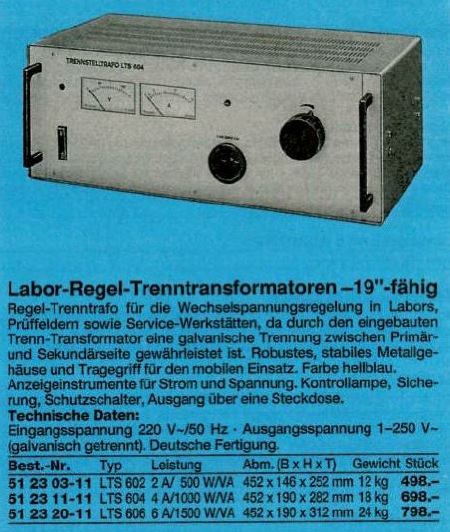 TRENNSTELLTRAFO LTS 604
V
A
Labor-Regel-Trenntransformatoren –19"-fähig
Regel-Trenntrafo für die Wechselspannungsregelung in Labors,
Prüffeldern sowie Service-Werkstätten, da durch den eingebauten
Trenn-Transformator eine galvanische Trennung zwischen Primär-
und Sekundärseite gewährleistet ist. Robustes, stabiles Metallge-
häuse und Tragegriff für den mobilen Einsatz. Farbe hellblau.
Anzeigeinstrumente für Strom und Spannung. Kontrollampe, Siche-
rung, Schutzschalter, Ausgang über eine Steckdose.
Technische Daten:
Eingangsspannung 220 V~/50 Hz · Ausgangsspannung 1–250 V~
(galvanisch getrennt). Deutsche Fertigung.
Best.-Nr. Typ Leistung Abm. (B x H x T) Gewicht Stück
51 23 03-11 LTS 602 2 A/ 500 W/VA 452 x 146 x 252 mm 12 kg 498.–
51 23 11-11 LTS 604 4 A/1000 W/VA 452 x 190 x 282 mm 18 kg 698.–
51 23 20-11 LTS 606 6 A/1500 W/VA 452 x 190 x 312 mm 24 kg 798.–